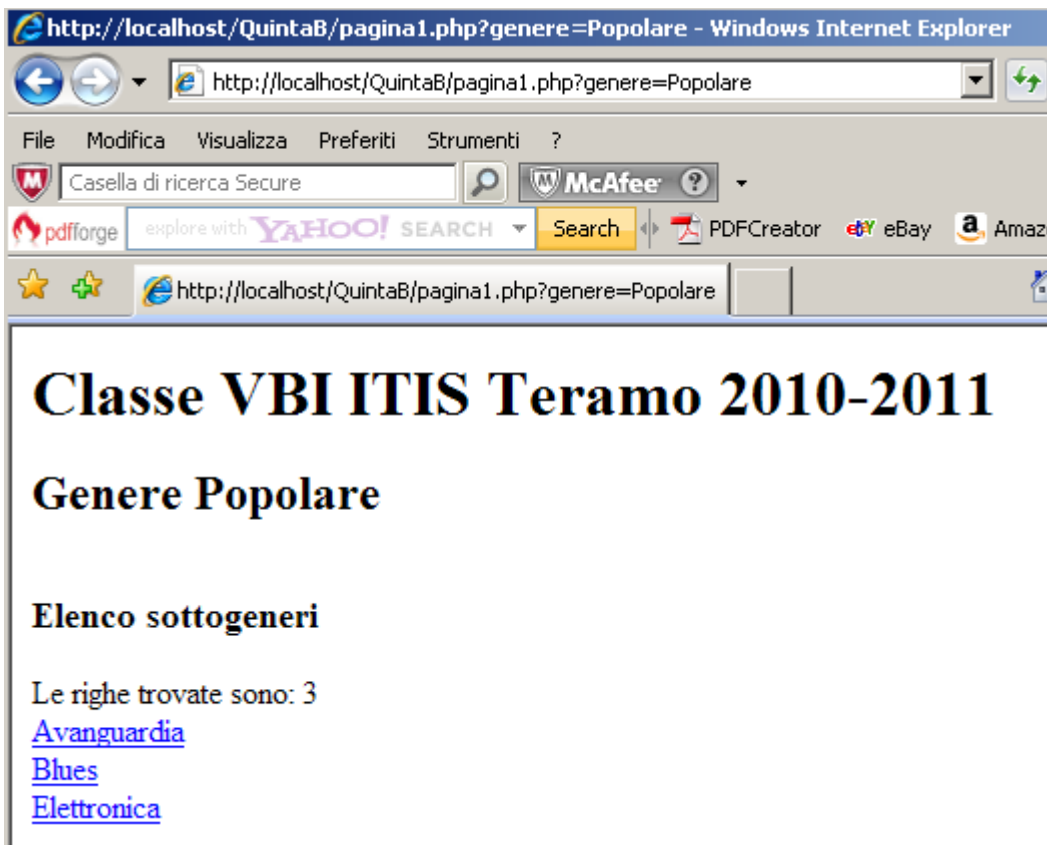 http://localhost/QuintaB/pagina1.php?genere=Popolare - Windows Internet Explorer
http://localhost/QuintaB/pagina1.php?genere=Popolare
File Modifica Visualizza Preferiti Strumenti ?
Casella di ricerca Secure McAfee ?
pdfforge explore with YAHOO! SEARCH Search PDFCreator eBay eBay a Amaz
http://localhost/QuintaB/pagina1.php?genere=Popolare
Classe VBI ITIS Teramo 2010-2011
Genere Popolare
Elenco sottogeneri
Le righe trovate sono: 3
Avanguardia
Blues
Elettronica